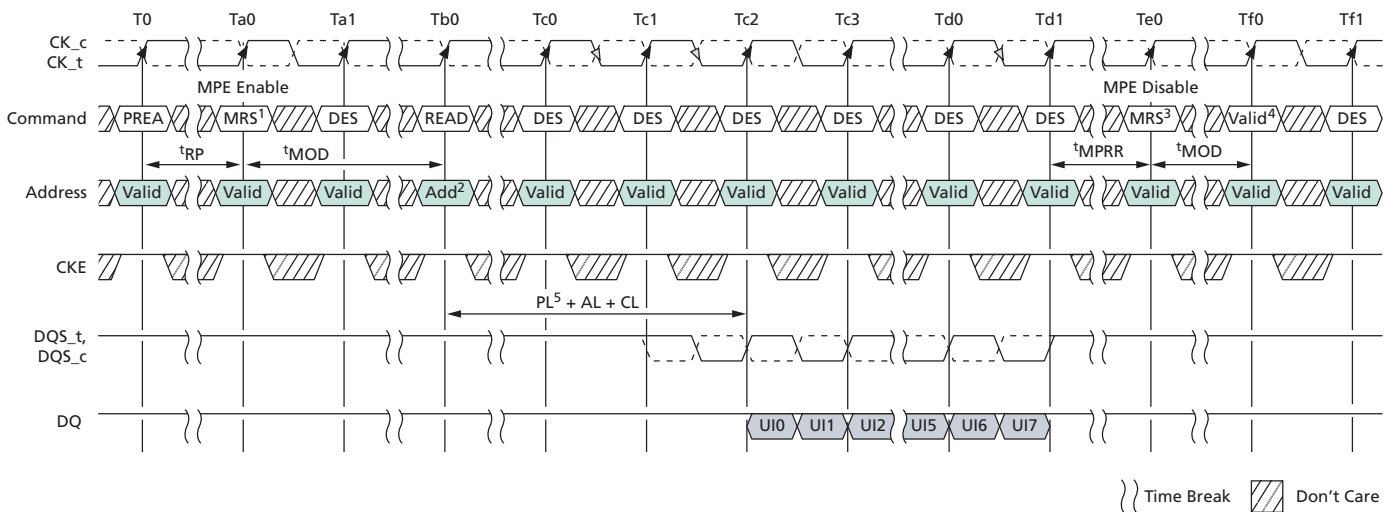 T0 Ta0 Ta1 Tb0 Tc0 Tc1 Tc2 Tc3 Td0 Td1 Te0 Tf0 Tf1
CK_c
CK_t
MPE Enable MPE Disable
Command PREA MRS1 DES READ DES DES DES DES DES DES MRS3 Valid4 DES
tRP tMOD tMPRR tMOD
Address Valid Valid Valid Add2 Valid Valid Valid Valid Valid Valid Valid Valid Valid
CKE
PL5 + AL + CL
DQS_t,
DQS_c
DQ UI0 UI1 UI2 UI5 UI6 UI7
Time Break Don't Care